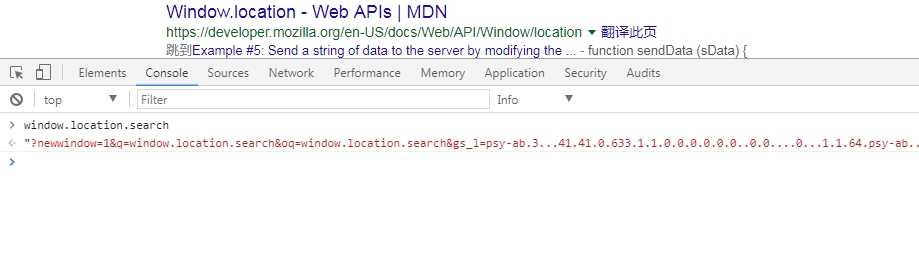 Window.location - Web APIs | MDN
https://developer.mozilla.org/en-US/docs/Web/API/Window/location ▼ 翻译此页
跳到Example #5: Send a string of data to the server by modifying the ... - function sendData (sData) {
Elements Console Sources Network Performance Memory Application Security Audits
top ▼ Filter Info ▼
> window.location.search
"?newwindow=1&q=window.location.search&oq=window.location.search&gs_l=psy-ab.3...41.41.0.633.1.1.0.0.0.0.0.0..0.0....0...1.1.64.psy-ab..
>